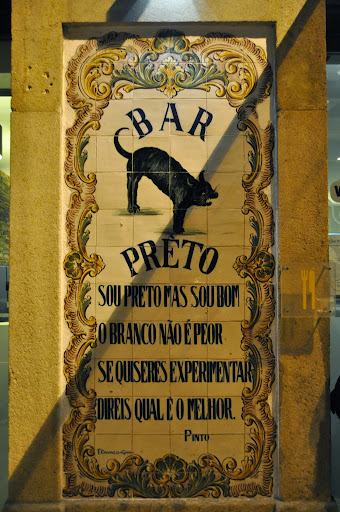 BAR
PRETO
SOU PRETO MAS SOU BOM
O BRANCO NÃO É PEOR
SE QUISERES EXPERIMENTAR
DIREIS QUAL É O MELHOR.
PINTO